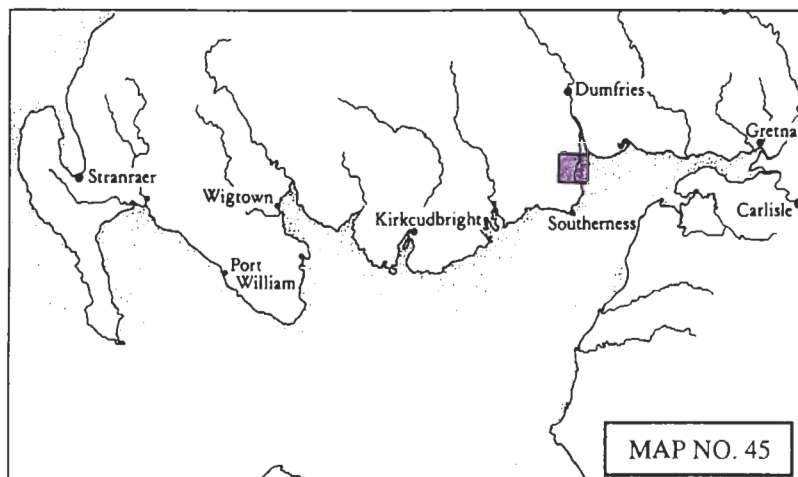 Dumfries
Gretna
Stranraer
Wigtown
Kirkcudbright
Southerness
Carlisle
Port
William
MAP NO. 45